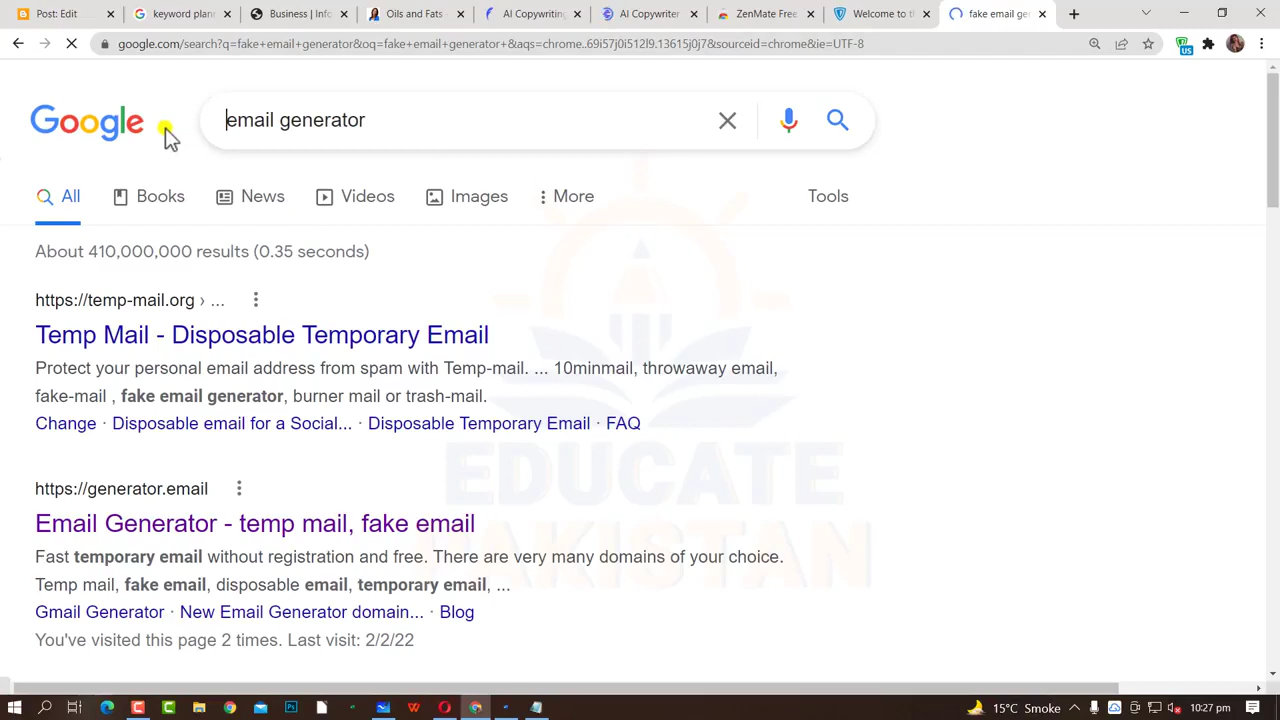 Post: Edit
keyword plann
Business | Info
Oils and Fats
AI Copywriting
AI Copywriter
ZenMate Free
Welcome to th
fake email ger
google.com/search?q=fake+email+generator&oq=fake+email+generator+&aqs=chrome..69i57j0i512l9.13615j0j7&sourceid=chrome&ie=UTF-8
US
Google
email generator
All
Books
News
Videos
Images
More
Tools
About 410,000,000 results (0.35 seconds)
https://temp-mail.org › ...
Temp Mail - Disposable Temporary Email
Protect your personal email address from spam with Temp-mail. ... 10minmail, throwaway email,
fake-mail , fake email generator, burner mail or trash-mail.
Change · Disposable email for a Social... · Disposable Temporary Email · FAQ
https://generator.email
Email Generator - temp mail, fake email
Fast temporary email without registration and free. There are very many domains of your choice.
Temp mail, fake email, disposable email, temporary email, ...
Gmail Generator · New Email Generator domain... · Blog
You've visited this page 2 times. Last visit: 2/2/22
EDUCATE
PAKISTAN
15°C Smoke
10:27 pm